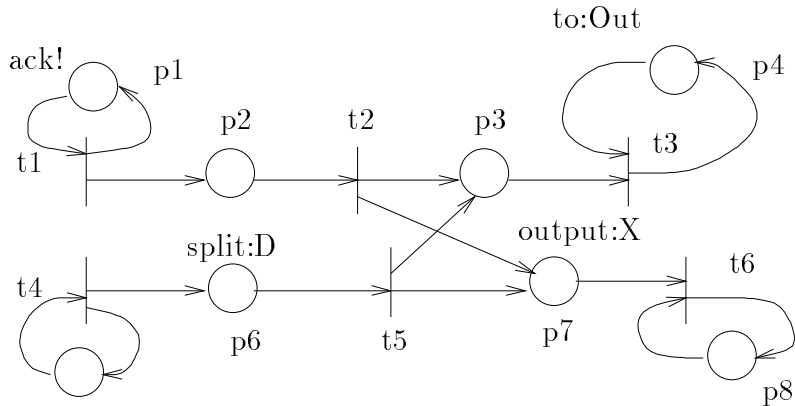 to:Out
ack!
p1
p4
p2
t2
p3
t1
t3
split:D
output:X
t4
t6
p6
t5
p7
p8